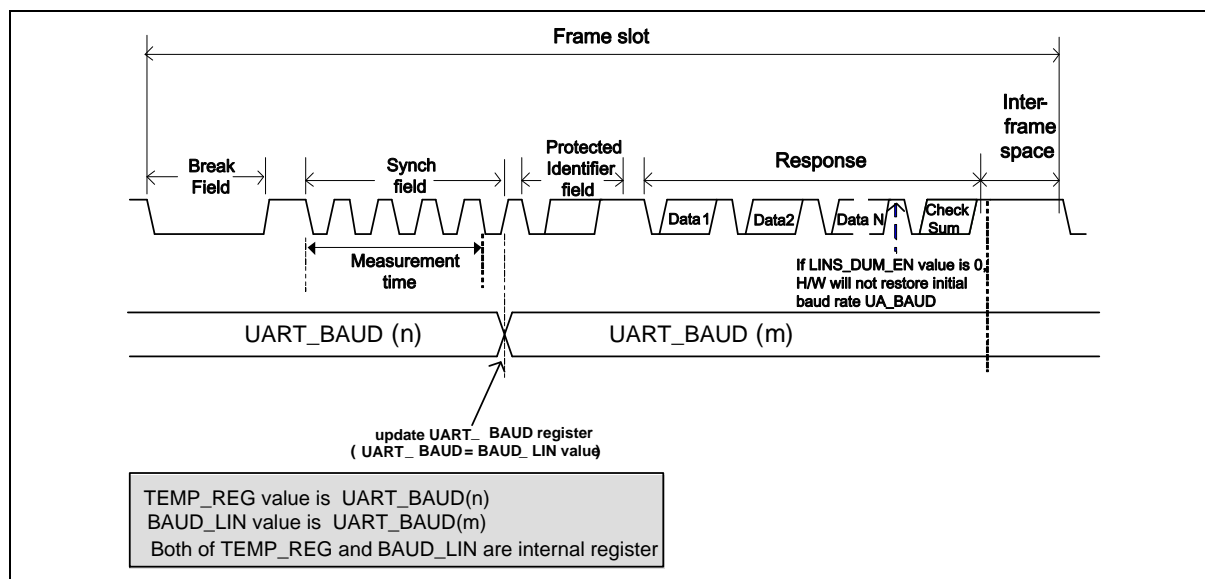 Frame slot
Inter-
frame
space
Break
Field
Synch
field
Protected
Identifier
field
Response
Data1
Data2
Data N
Check
Sum
Measurement
time
If LINS_DUM_EN value is 0,
H/W will not restore initial
baud rate UA_BAUD
UART_BAUD (n)
UART_BAUD (m)
update UART_ BAUD register
( UART_ BAUD = BAUD_ LIN value)
TEMP_REG value is UART_BAUD(n)
BAUD_LIN value is UART_BAUD(m)
Both of TEMP_REG and BAUD_LIN are internal register